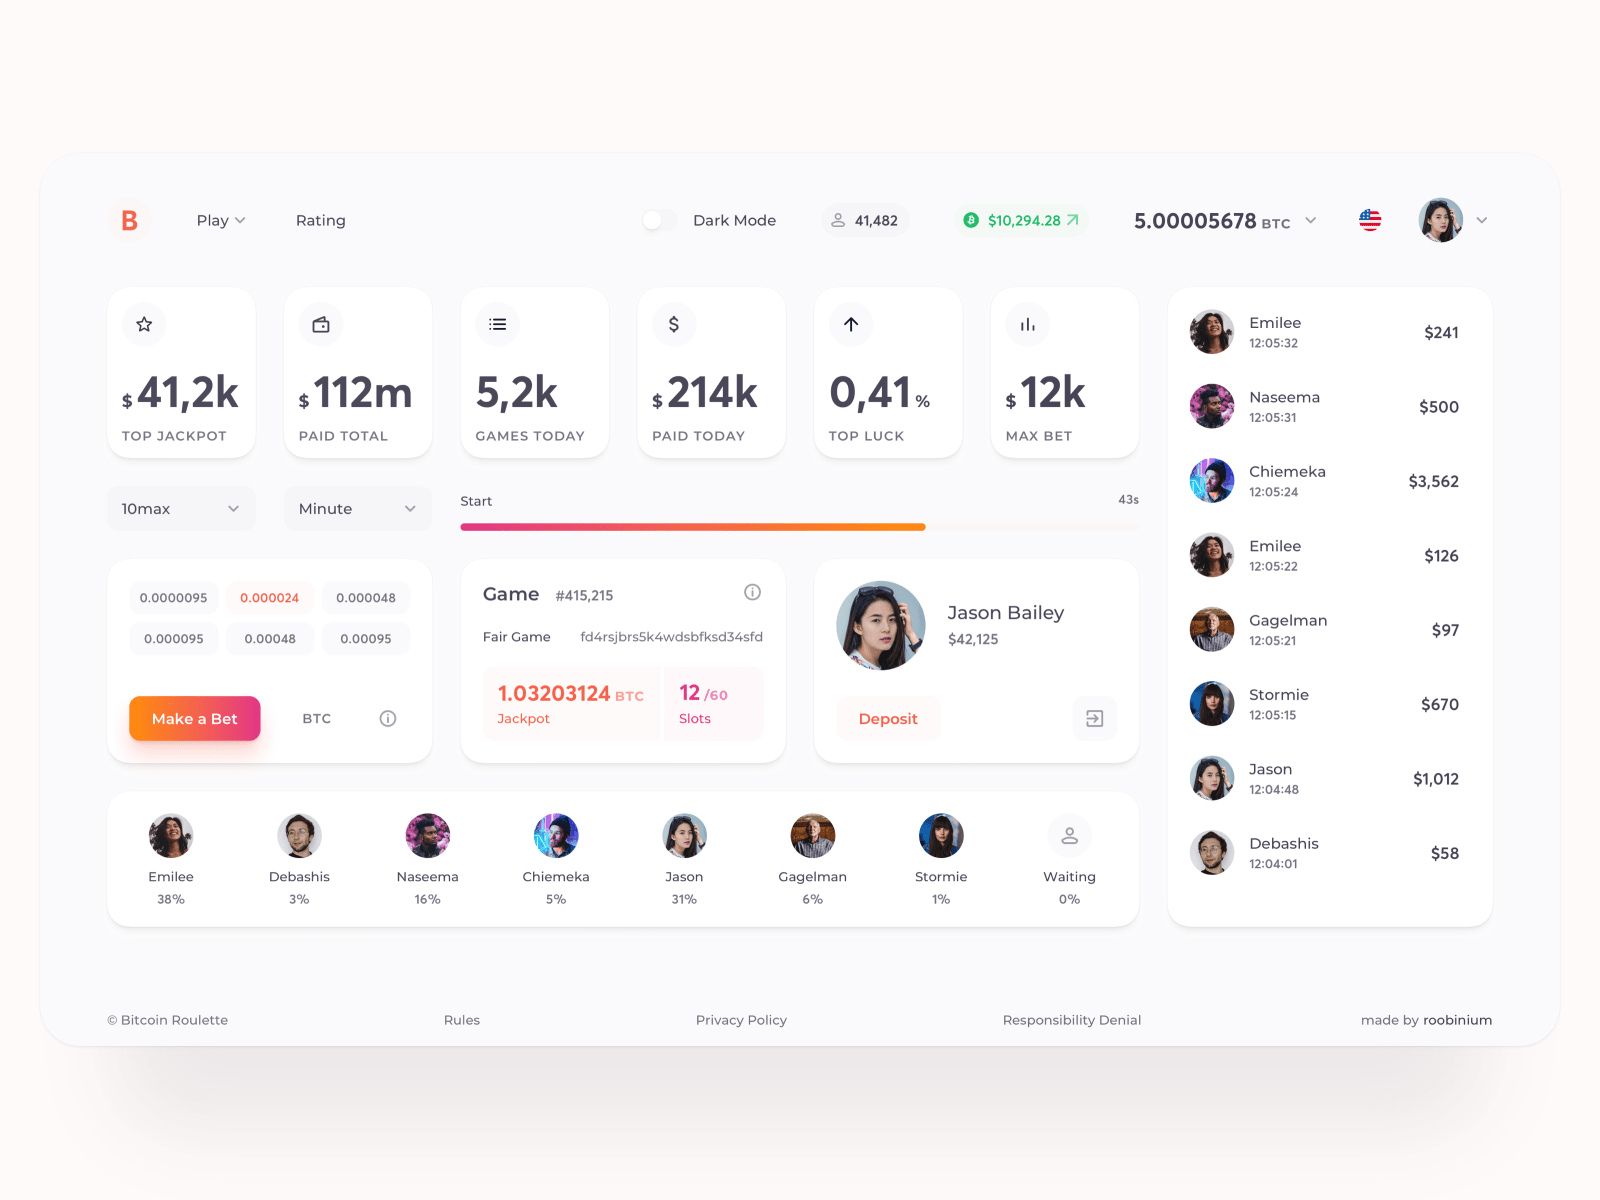 B
Play
Rating
Dark Mode
41,482
$10,294.28
5.00005678 BTC
$41,2k
TOP JACKPOT
$112m
PAID TOTAL
5,2k
GAMES TODAY
$
$214k
PAID TODAY
0,41%
TOP LUCK
$12k
MAX BET
10max
Minute
Start
43s
0.0000095
0.000024
0.000048
0.000095
0.00048
0.00095
Make a Bet
BTC
Game #415,215
Fair Game fd4rsjbrs5k4wdsbfksd34sfd
1.03203124 BTC
Jackpot
12 /60
Slots
Jason Bailey
$42,125
Deposit
Emilee
38%
Debashis
3%
Naseema
16%
Chiemeka
5%
Jason
31%
Gagelman
6%
Stormie
1%
Waiting
0%
Emilee
12:05:32
$241
Naseema
12:05:31
$500
Chiemeka
12:05:24
$3,562
Emilee
12:05:22
$126
Gagelman
12:05:21
$97
Stormie
12:05:15
$670
Jason
12:04:48
$1,012
Debashis
12:04:01
$58
© Bitcoin Roulette
Rules
Privacy Policy
Responsibility Denial
made by roobinium